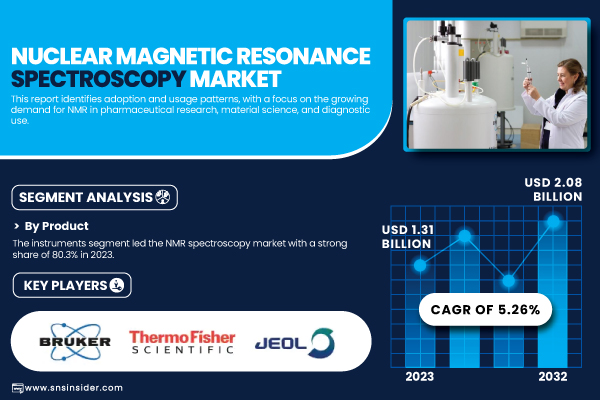 NUCLEAR MAGNETIC RESONANCE
SPECTROSCOPY MARKET
This report identifies adoption and usage patterns, with a focus on the growing
demand for NMR in pharmaceutical research, material science, and diagnostic
use.
SEGMENT ANALYSIS
> By Product
The instruments segment led the NMR spectroscopy market with a strong
share of 80.3% in 2023.
KEY PLAYERS
BRUKER
ThermoFisher
SCIENTIFIC
JEOL
www.snsinsider.com
USD 2.08
BILLION
USD 1.31
BILLION
CAGR OF 5.26%
2023
2032